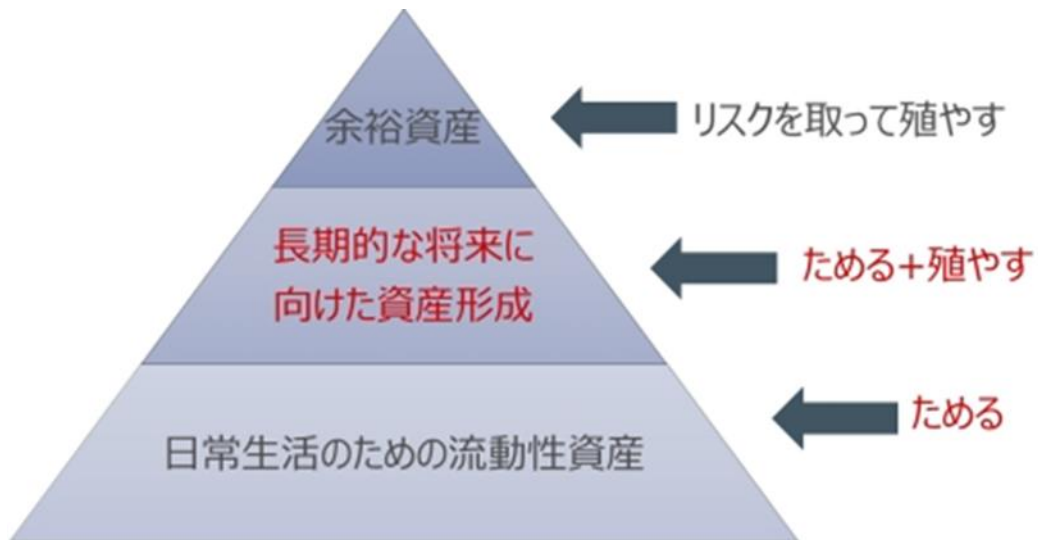 余裕資産
リスクを取って殖やす
長期的な将来に
向けた資産形成
ためる+殖やす
日常生活のための流動性資産
ためる